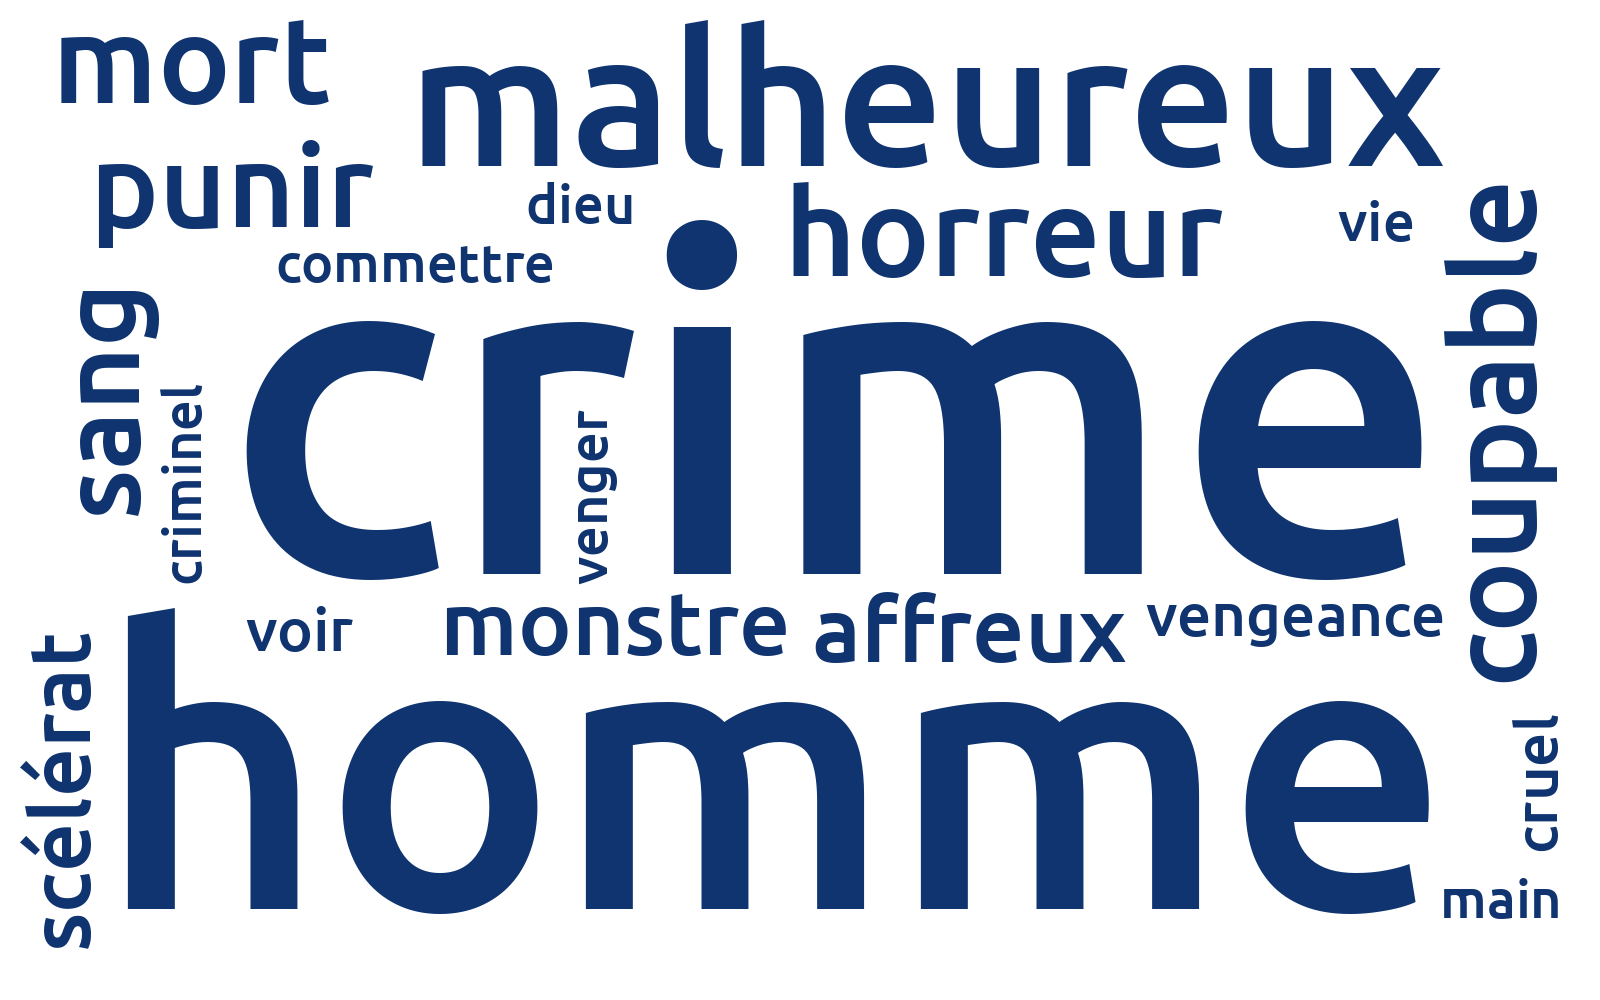 mort
malheureux
punir
dieu
horreur
vie
commettre
coupable
sang
criminel
crime
venger
voir
monstre
affreux
vengeance
scélérat
homme
cruel
main